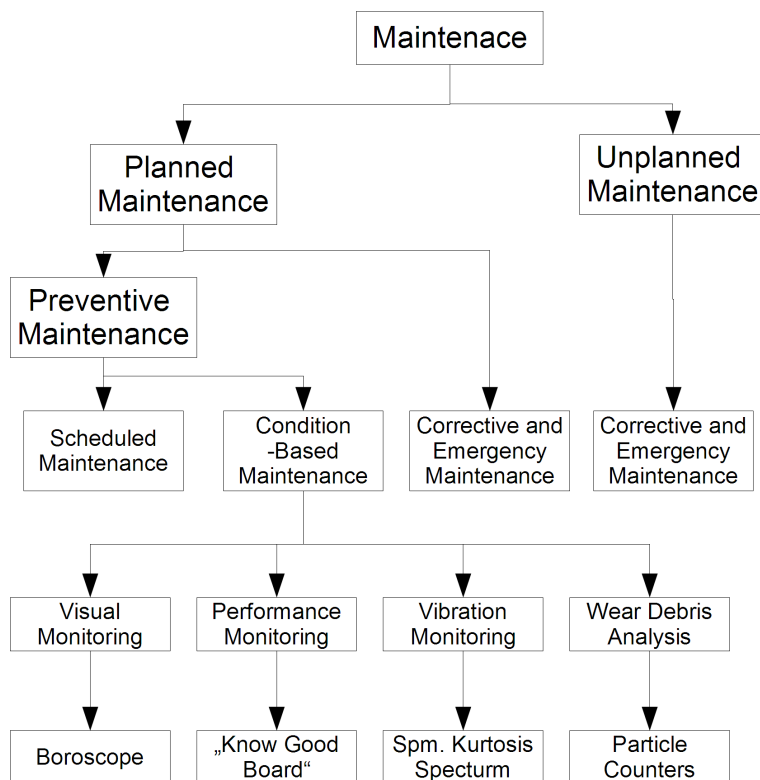 Maintenace
Planned
Maintenance
Unplanned
Maintenance
Preventive
Maintenance
Scheduled
Maintenance
Condition
-Based
Maintenance
Corrective and
Emergency
Maintenance
Corrective and
Emergency
Maintenance
Visual
Monitoring
Performance
Monitoring
Vibration
Monitoring
Wear Debris
Analysis
Boroscope
„Know Good
Board“
Spm. Kurtosis
Specturm
Particle
Counters